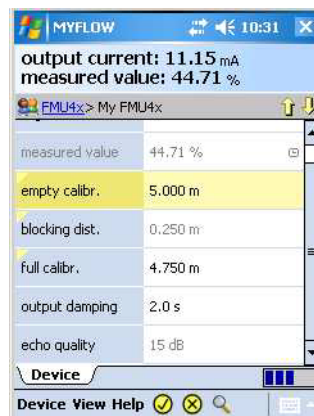 MYFLOW 10:31
output current: 11.15 mA
measured value: 44.71 %
FMU4x > My FMU4x
measured value 44.71 %
empty calibr. 5.000 m
blocking dist. 0.250 m
full calibr. 4.750 m
output damping 2.0 s
echo quality 15 dB
Device
Device View Help